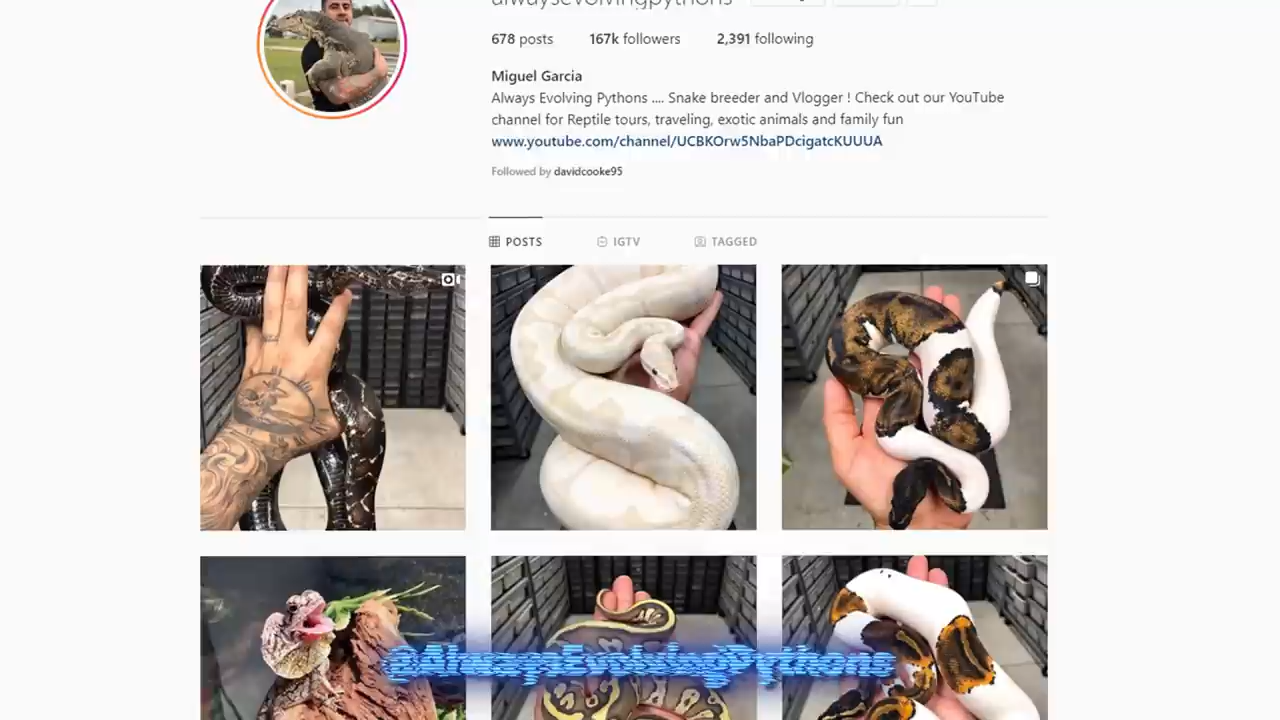 alwaysevolvingpythons
678 posts 167k followers 2,391 following
Miguel Garcia
Always Evolving Pythons .... Snake breeder and Vlogger ! Check out our YouTube
channel for Reptile tours, traveling, exotic animals and family fun
www.youtube.com/channel/UCBKOrw5NbaPDcigatcKUUUA
Followed by davidcooke95
POSTS IGTV TAGGED
@AlwaysEvolvingPythons